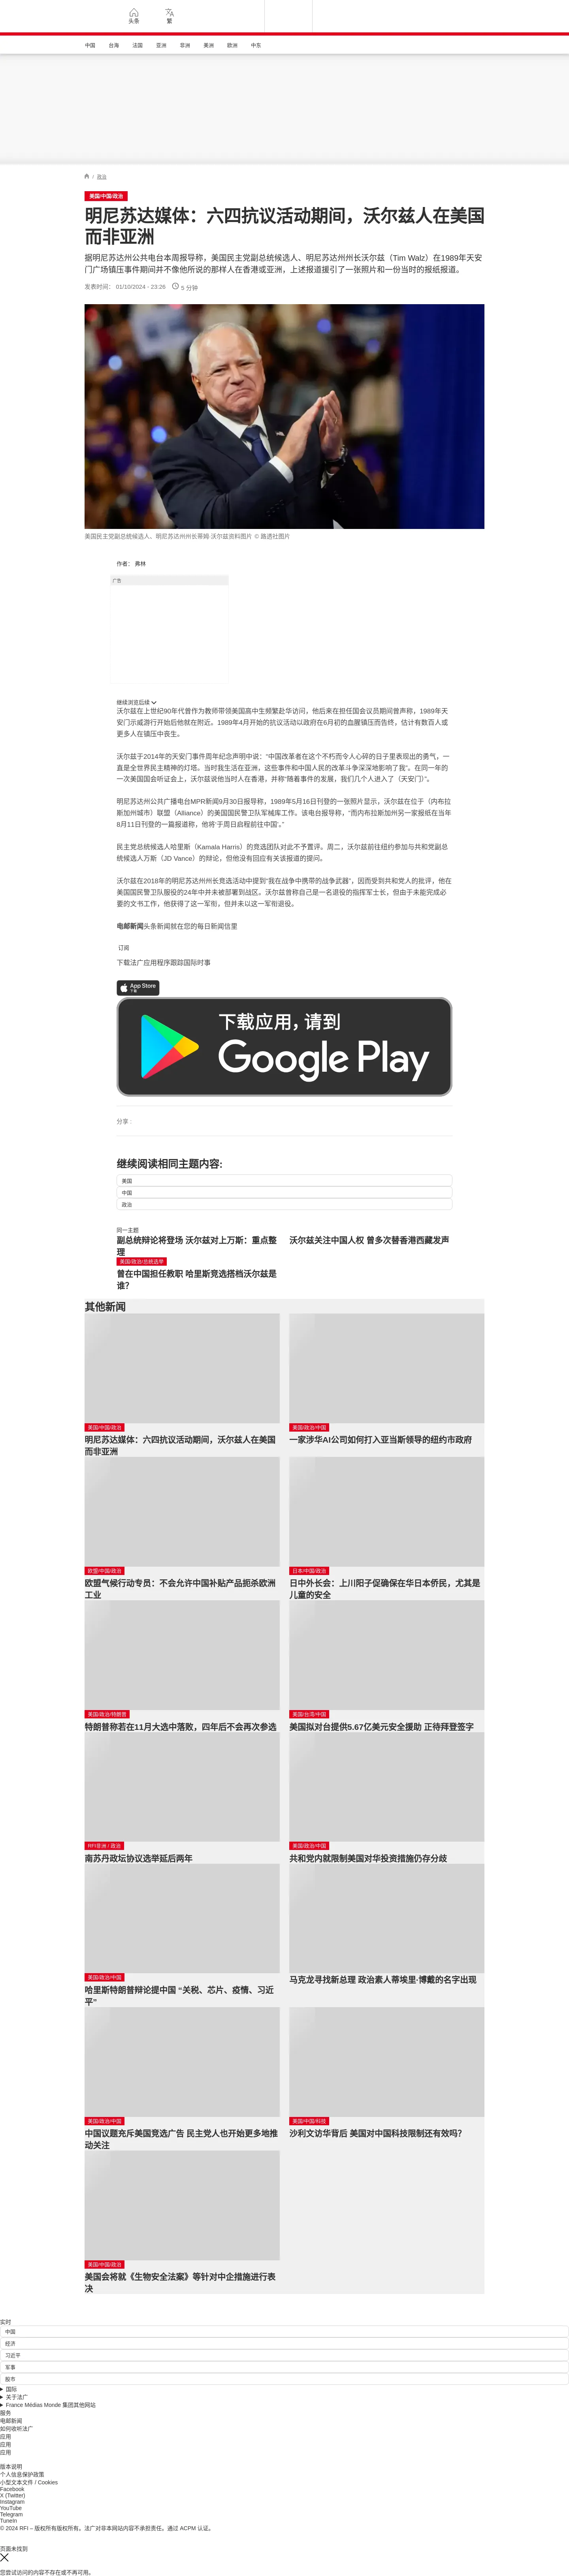 头条
繁
中国
台海
法国
亚洲
非洲
美洲
欧洲
中东
/ 政治
美国/中国/政治
明尼苏达媒体：六四抗议活动期间，沃尔兹人在美国
而非亚洲
据明尼苏达州公共电台本周报导称，美国民主党副总统候选人、明尼苏达州州长沃尔兹（Tim Walz）在1989年天安
门广场镇压事件期间并不像他所说的那样人在香港或亚洲，上述报道援引了一张照片和一份当时的报纸报道。
发表时间： 01/10/2024 - 23:26
5 分钟
美国民主党副总统候选人、明尼苏达州州长蒂姆·沃尔兹资料图片 © 路透社图片
作者： 弗林
广告
继续浏览后续
沃尔兹在上世纪90年代曾作为教师带领美国高中生频繁赴华访问，他后来在担任国会议员期间曾声称，1989年天
安门示威游行开始后他就在附近。1989年4月开始的抗议活动以政府在6月初的血腥镇压而告终，估计有数百人或
更多人在镇压中丧生。
沃尔兹于2014年的天安门事件周年纪念声明中说：“中国改革者在这个不朽而令人心碎的日子里表现出的勇气，一
直是全世界民主精神的灯塔。当时我生活在亚洲，这些事件和中国人民的改革斗争深深地影响了我”。在同一年的
一次美国国会听证会上，沃尔兹说他当时人在香港，并称“随着事件的发展，我们几个人进入了（天安门）”。
明尼苏达州公共广播电台MPR新闻9月30日报导称，1989年5月16日刊登的一张照片显示，沃尔兹在位于（内布拉
斯加州城市）联盟（Alliance）的美国国民警卫队军械库工作。该电台报导称，“而内布拉斯加州另一家报纸在当年
8月11日刊登的一篇报道称，他将‘于周日启程前往中国’。”
民主党总统候选人哈里斯（Kamala Harris）的竞选团队对此不予置评。周二，沃尔兹前往纽约参加与共和党副总
统候选人万斯（JD Vance）的辩论，但他没有回应有关该报道的提问。
沃尔兹在2018年的明尼苏达州州长竞选活动中提到“我在战争中携带的战争武器”，因而受到共和党人的批评，他在
美国国民警卫队服役的24年中并未被部署到战区。沃尔兹曾称自己是一名退役的指挥军士长，但由于未能完成必
要的文书工作，他获得了这一军衔，但并未以这一军衔退役。
电邮新闻头条新闻就在您的每日新闻信里
订阅
下载法广应用程序跟踪国际时事
App Store
下载
下载应用，请到
Google Play
分享 :
继续阅读相同主题内容:
美国
中国
政治
同一主题
副总统辩论将登场 沃尔兹对上万斯：重点整
理
沃尔兹关注中国人权 曾多次替香港西藏发声
美国/政治/总统选举
曾在中国担任教职 哈里斯竞选搭档沃尔兹是
谁？
其他新闻
美国/中国/政治
明尼苏达媒体：六四抗议活动期间，沃尔兹人在美国
而非亚洲
美国/政治/中国
一家涉华AI公司如何打入亚当斯领导的纽约市政府
欧盟/中国/政治
欧盟气候行动专员：不会允许中国补贴产品扼杀欧洲
工业
日本/中国/政治
日中外长会：上川阳子促确保在华日本侨民，尤其是
儿童的安全
美国/政治/特朗普
特朗普称若在11月大选中落败，四年后不会再次参选
美国/台湾/中国
美国拟对台提供5.67亿美元安全援助 正待拜登签字
RFI非洲 / 政治
南苏丹政坛协议选举延后两年
美国/政治/中国
共和党内就限制美国对华投资措施仍存分歧
美国/政治/中国
哈里斯特朗普辩论提中国 “关税、芯片、疫情、习近
平”
马克龙寻找新总理 政治素人蒂埃里·博戴的名字出现
美国/政治/中国
中国议题充斥美国竞选广告 民主党人也开始更多地推
动关注
美国/中国/科技
沙利文访华背后 美国对中国科技限制还有效吗？
美国/中国/政治
美国会将就《生物安全法案》等针对中企措施进行表
决
实时
中国
经济
习近平
军事
股市
国际
关于法广
France Médias Monde 集团其他网站
服务
电邮新闻
如何收听法广
应用
应用
应用
版本说明
个人信息保护政策
小型文本文件 / Cookies
Facebook
X (Twitter)
Instagram
YouTube
Telegram
TuneIn
© 2024 RFI – 版权所有版权所有。法广对非本网站内容不承担责任。通过 ACPM 认证。
页面未找到
您尝试访问的内容不存在或不再可用。